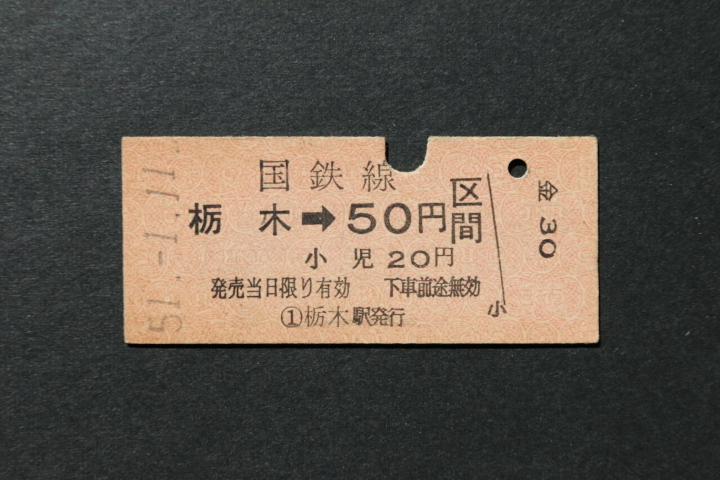 国鉄線
栃木➡50円区間
小児20円
発売当日限り有効 下車前途無効
①栃木駅発行
51.-1.11.
小
金30